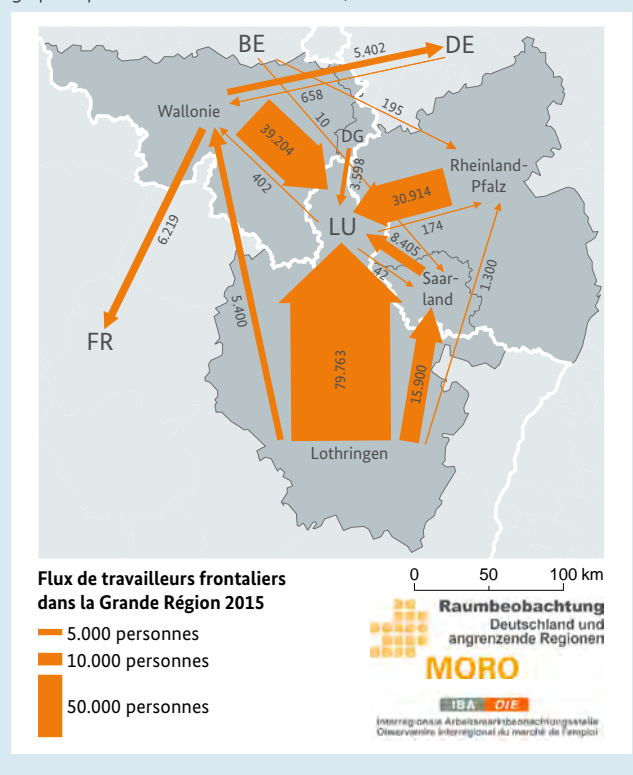 BE
DE
5.402
658
195
10
Wallonie
DG
39.204
3.598
Rheinland-
Pfalz
402
30.914
LU
174
8.405
6.219
42
Saar-
land
1.300
5.400
FR
79.763
15.900
Lothringen
Flux de travailleurs frontaliers
dans la Grande Région 2015
0 50 100 km
5.000 personnes
10.000 personnes
50.000 personnes
Raumbeobachtung
Deutschland und
angrenzende Regionen
MORO
IBA OIE
Interregionale Arbeitsmarktbeobachtungsstelle
Observatoire interrégional du marché de l'emploi